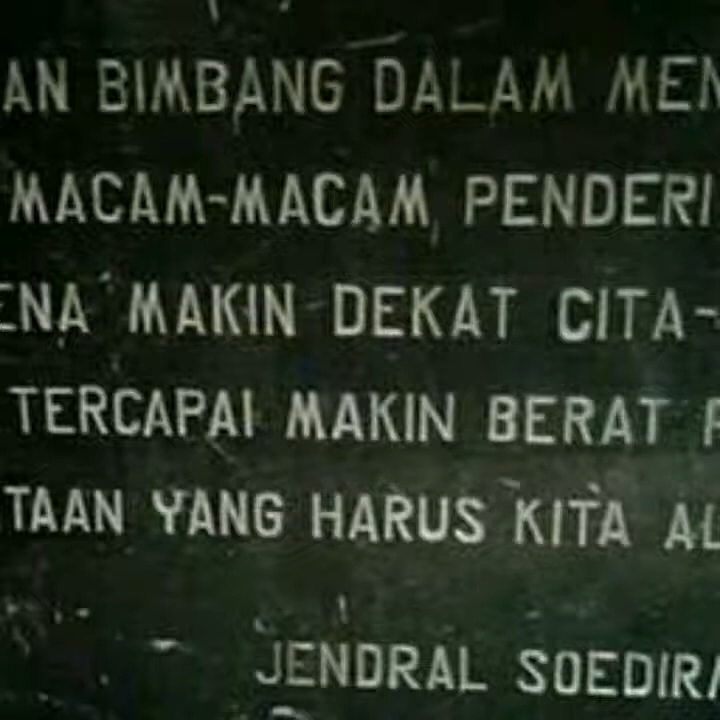 AN BIMBANG DALAM MEN
MACAM-MACAM PENDERI
ENA MAKIN DEKAT CITA-
TERCAPAI MAKIN BERAT P
TAAN YANG HARUS KITA AL
JENDRAL SOEDIRA